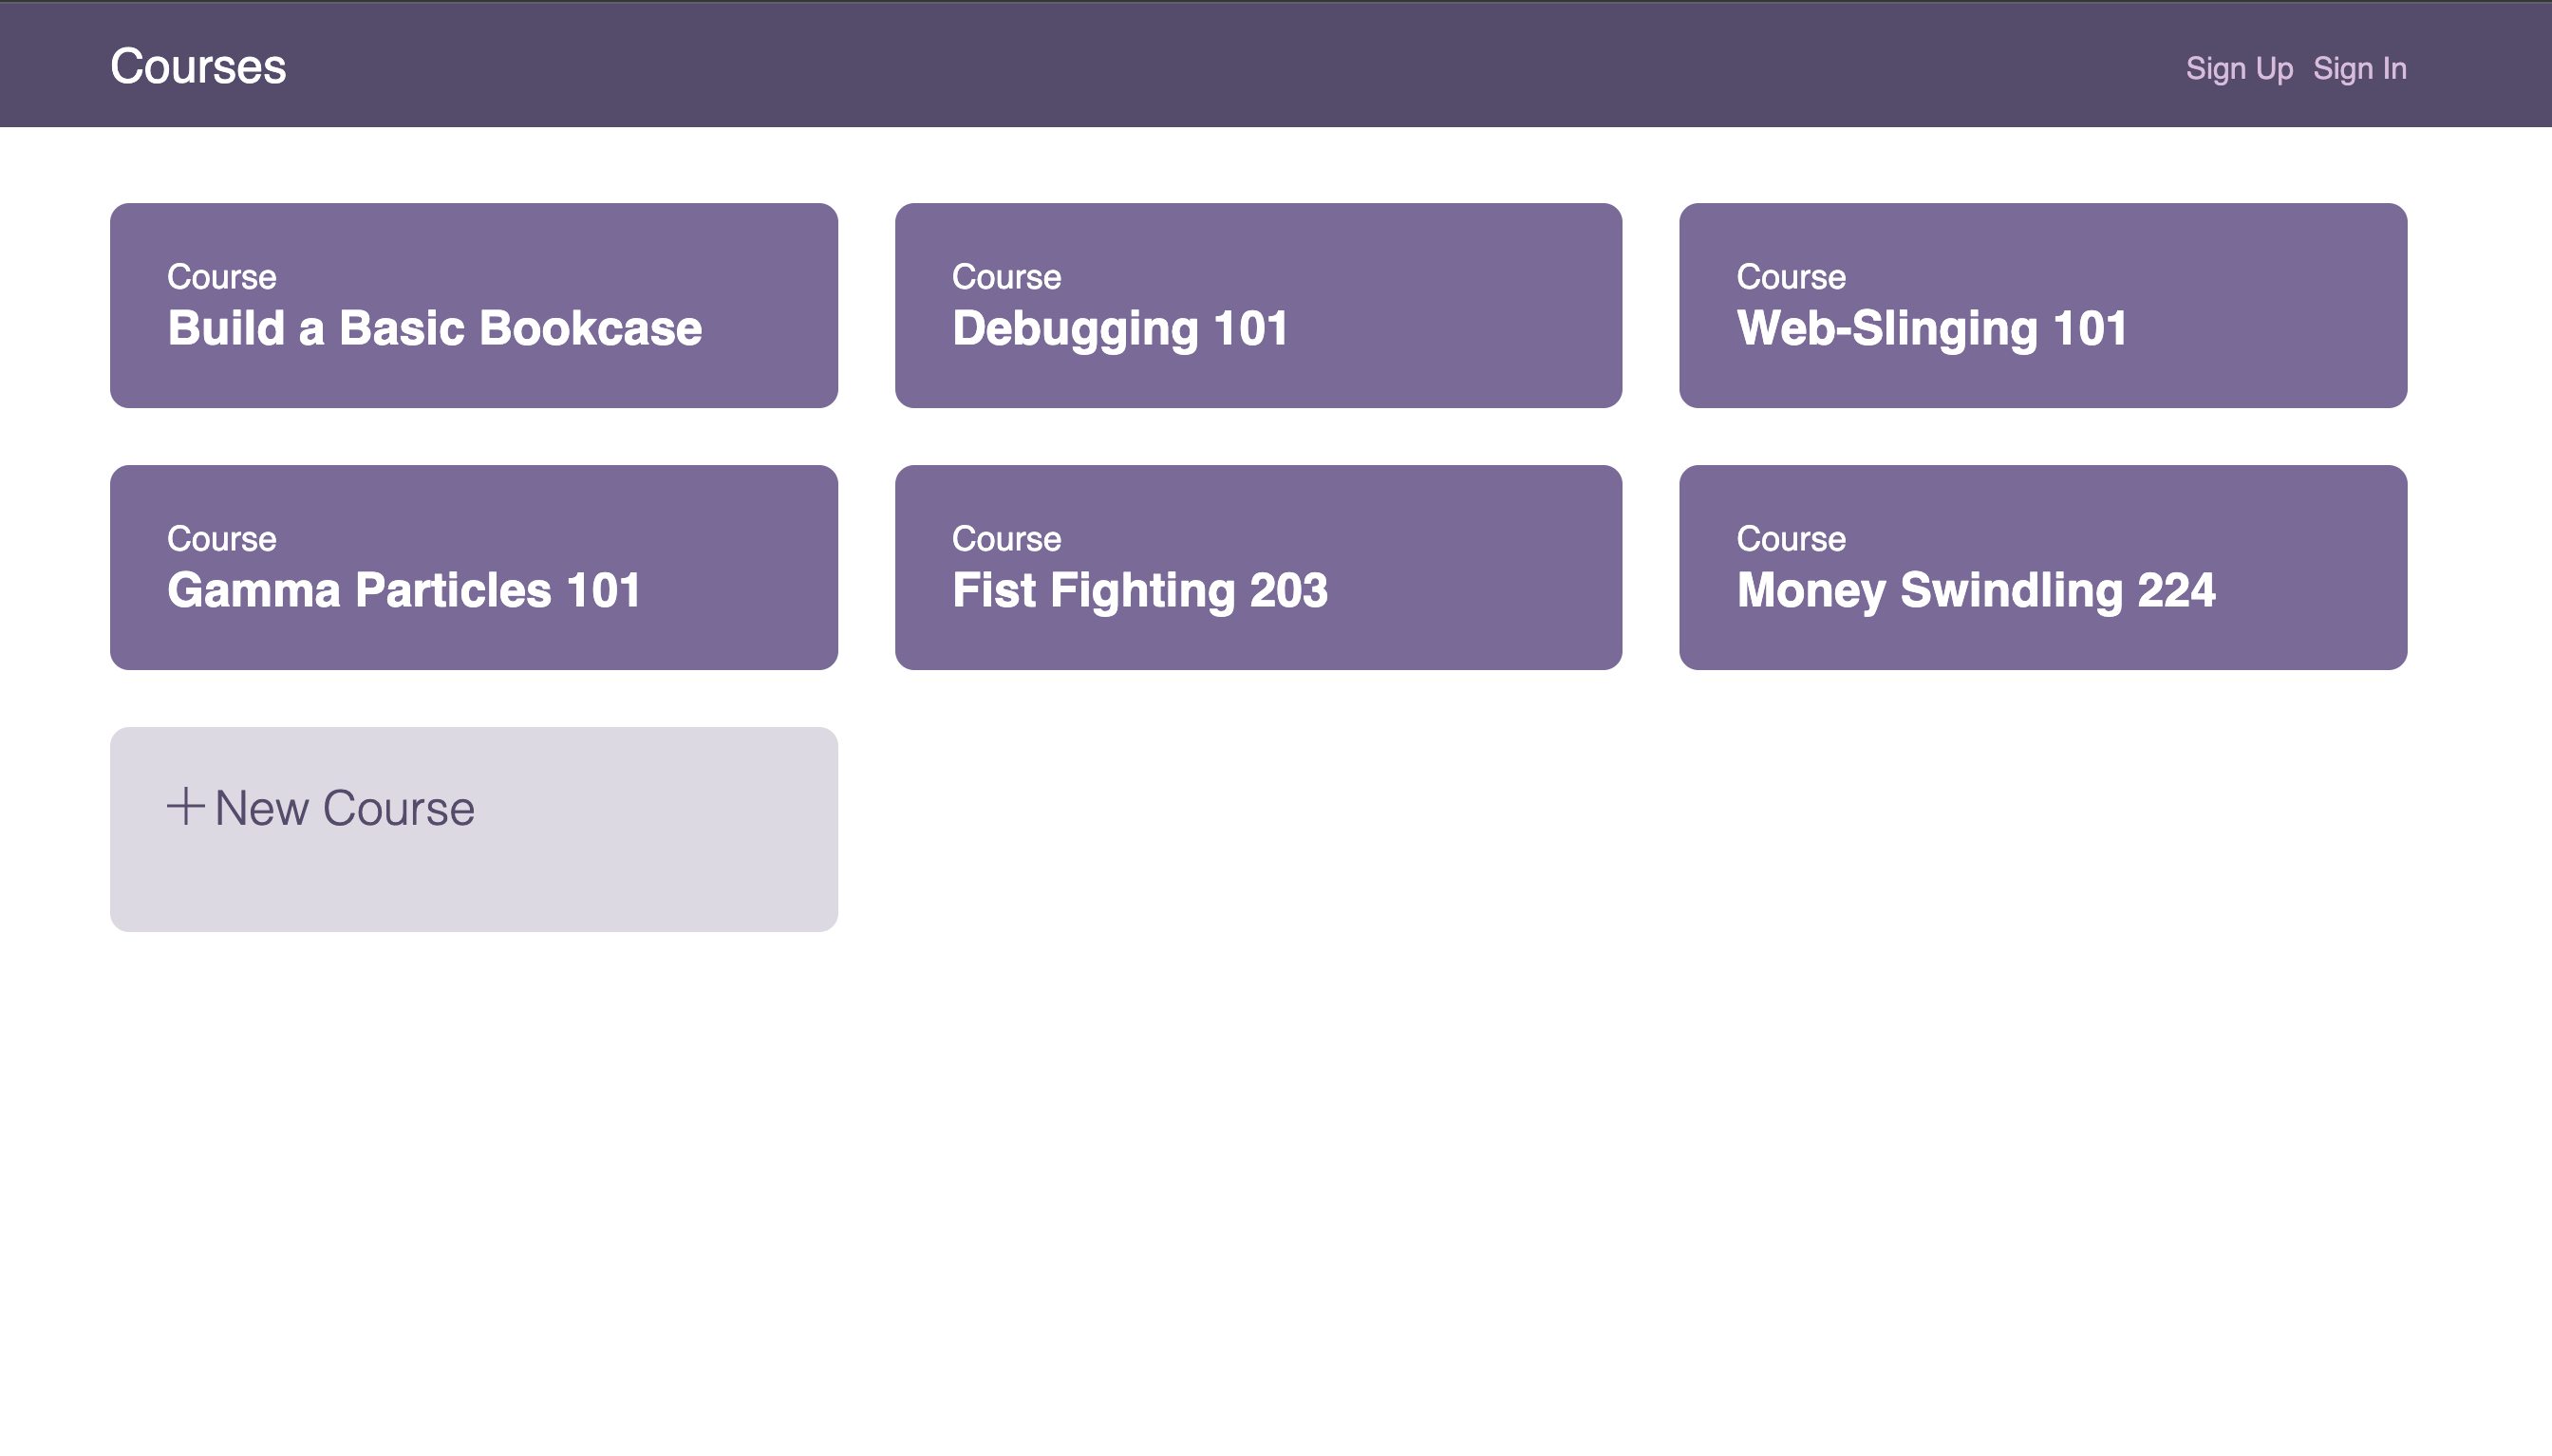 Courses
Sign Up Sign In
Course
Build a Basic Bookcase
Course
Debugging 101
Course
Web-Slinging 101
Course
Gamma Particles 101
Course
Fist Fighting 203
Course
Money Swindling 224
+ New Course